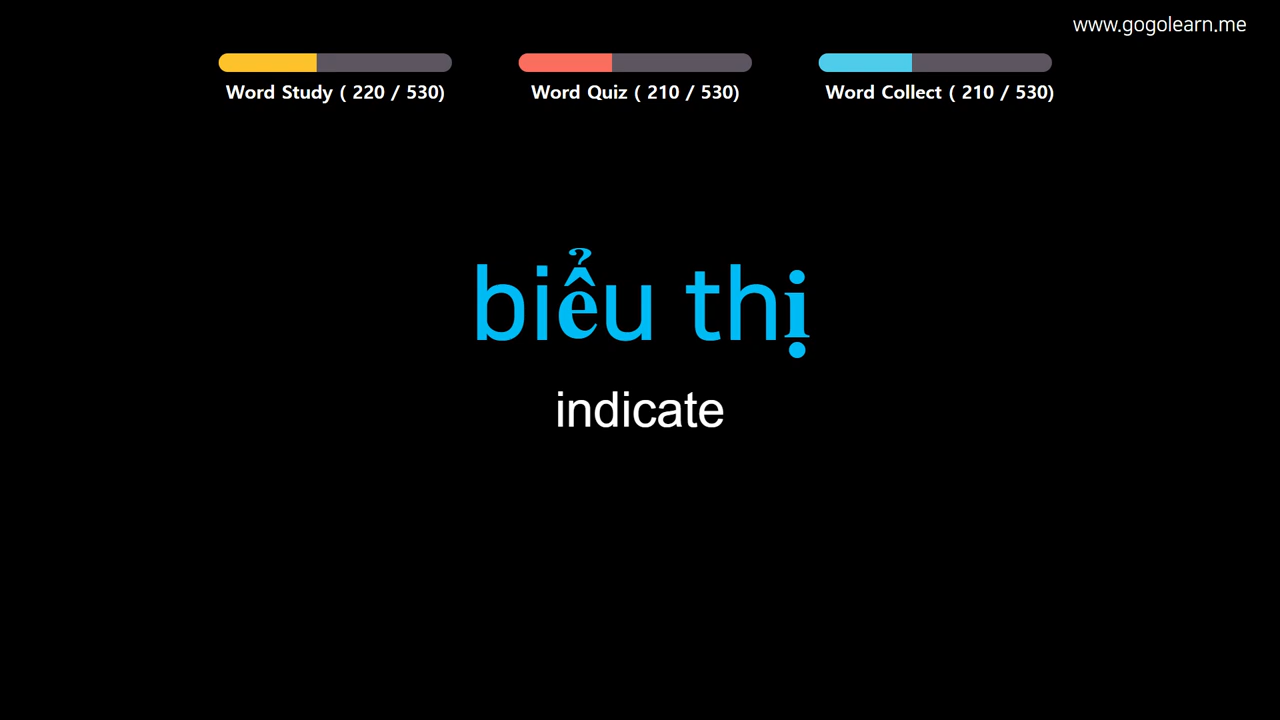 www.gogolearn.me
Word Study ( 220 / 530)
Word Quiz ( 210 / 530)
Word Collect ( 210 / 530)
biểu thị
indicate